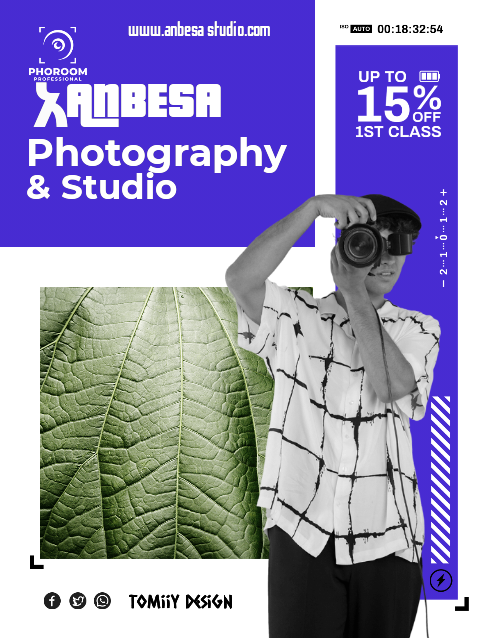 www.anbesa studio.com
ISO AUTO 00:18:32:54
PHOROOM
PROFESSIONAL
ANBESA
Photography
& Studio
UP TO
15% OFF
1ST CLASS
– 2...1...0...1...2 +
TOMiiY DESiGN